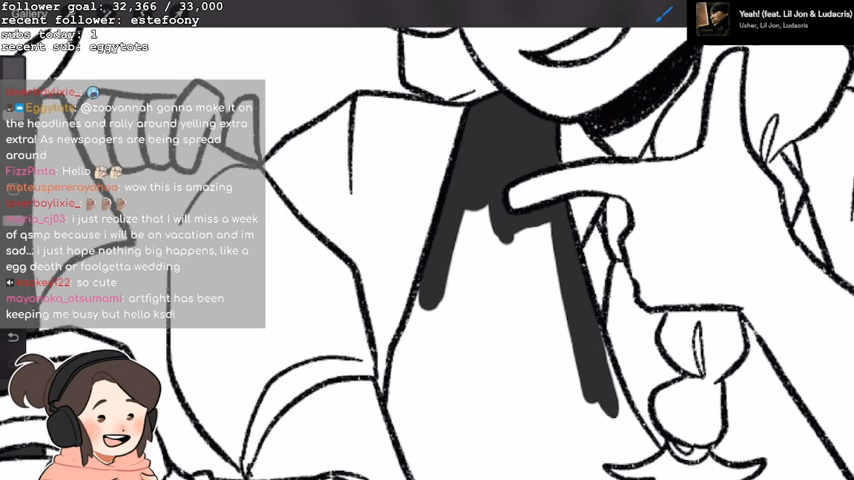 follower goal: 32,366 / 33,000
recent follower: estefoony
subs today: 1
recent sub: eggytots
Yeah! (feat. Lil Jon & Ludacris)
Usher, Lil Jon, Ludacris
Eggytots: @zoovannah gonna make it on
the headlines and rally around yelling extra
extra! As newspapers are being spread
around
FizzPinta: Hello
mateuspererayahoo: wow this is amazing
maria_cj03: i just realize that I will miss a week
of qsmp because i will be on vacation and im
sad... i just hope nothing big happens, like a
egg death or foolgetta wedding
so cute
mayonaka_atsumomi: artfight has been
keeping me busy but hello ksd!